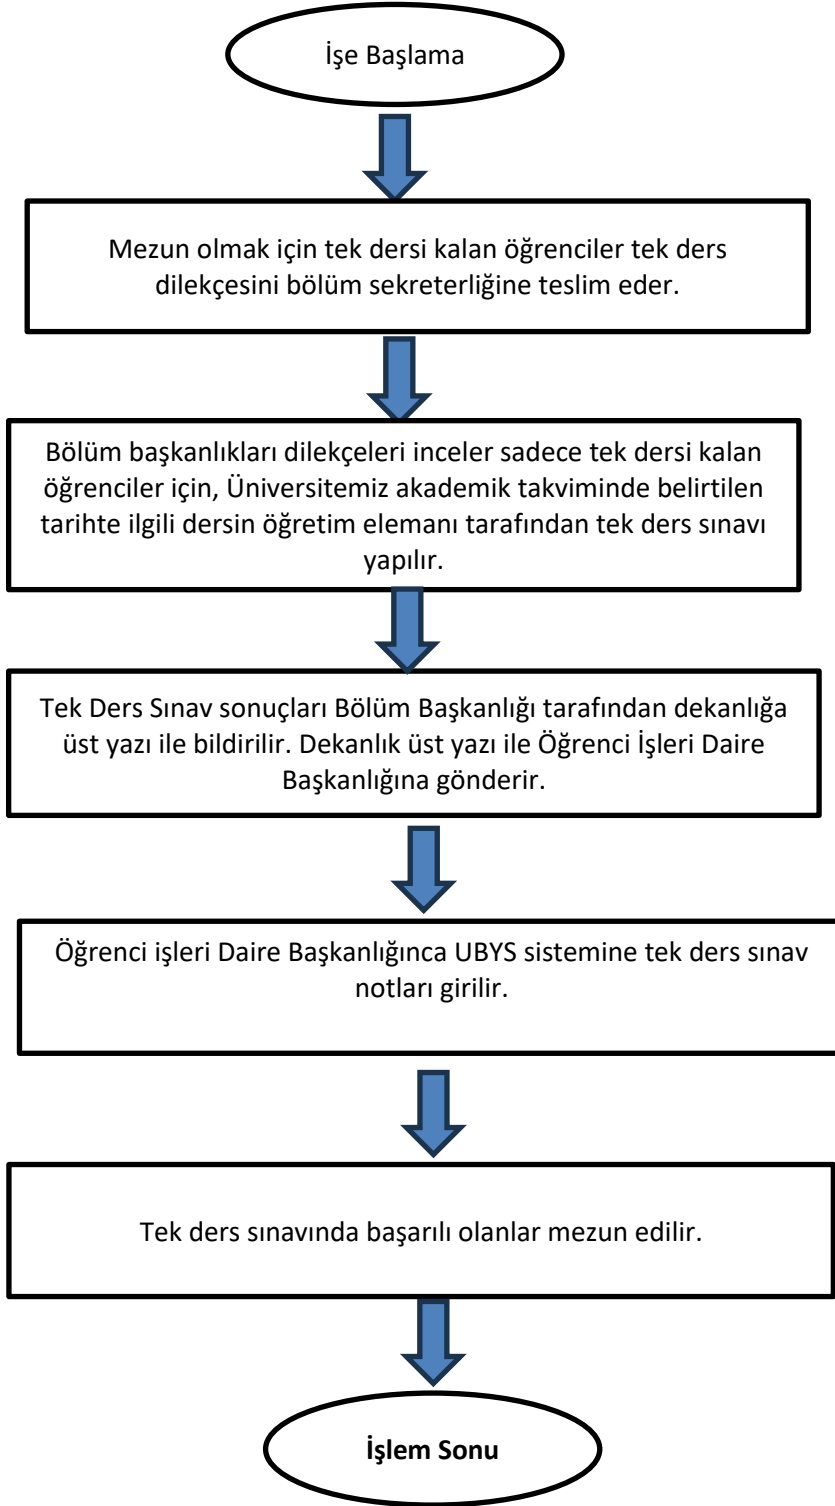 İşe Başlama
Mezun olmak için tek dersi kalan öğrenciler tek ders
dilekçesini bölüm sekreterliğine teslim eder.
Bölüm başkanlıkları dilekçeleri inceler sadece tek dersi kalan
öğrenciler için, Üniversitemiz akademik takviminde belirtilen
tarihte ilgili dersin öğretim elemanı tarafından tek ders sınavı
yapılır.
Tek Ders Sınav sonuçları Bölüm Başkanlığı tarafından dekanlığa
üst yazı ile bildirilir. Dekanlık üst yazı ile Öğrenci İşleri Daire
Başkanlığına gönderir.
Öğrenci işleri Daire Başkanlığınca UBYS sistemine tek ders sınav
notları girilir.
Tek ders sınavında başarılı olanlar mezun edilir.
İşlem Sonu